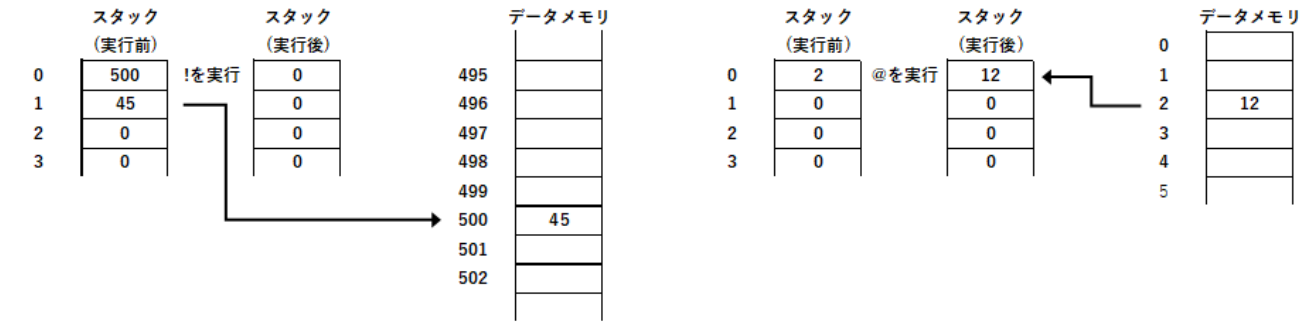 スタック スタック データメモリ
(実行前) (実行後)
0 500 !を実行 0 495
1 45 0 496
2 0 0 497
3 0 0 498
499
500 45
501
502
スタック スタック データメモリ
(実行前) (実行後) 0
0 2 @を実行 12 1
1 0 0 2 12
2 0 0 3
3 0 0 4
5